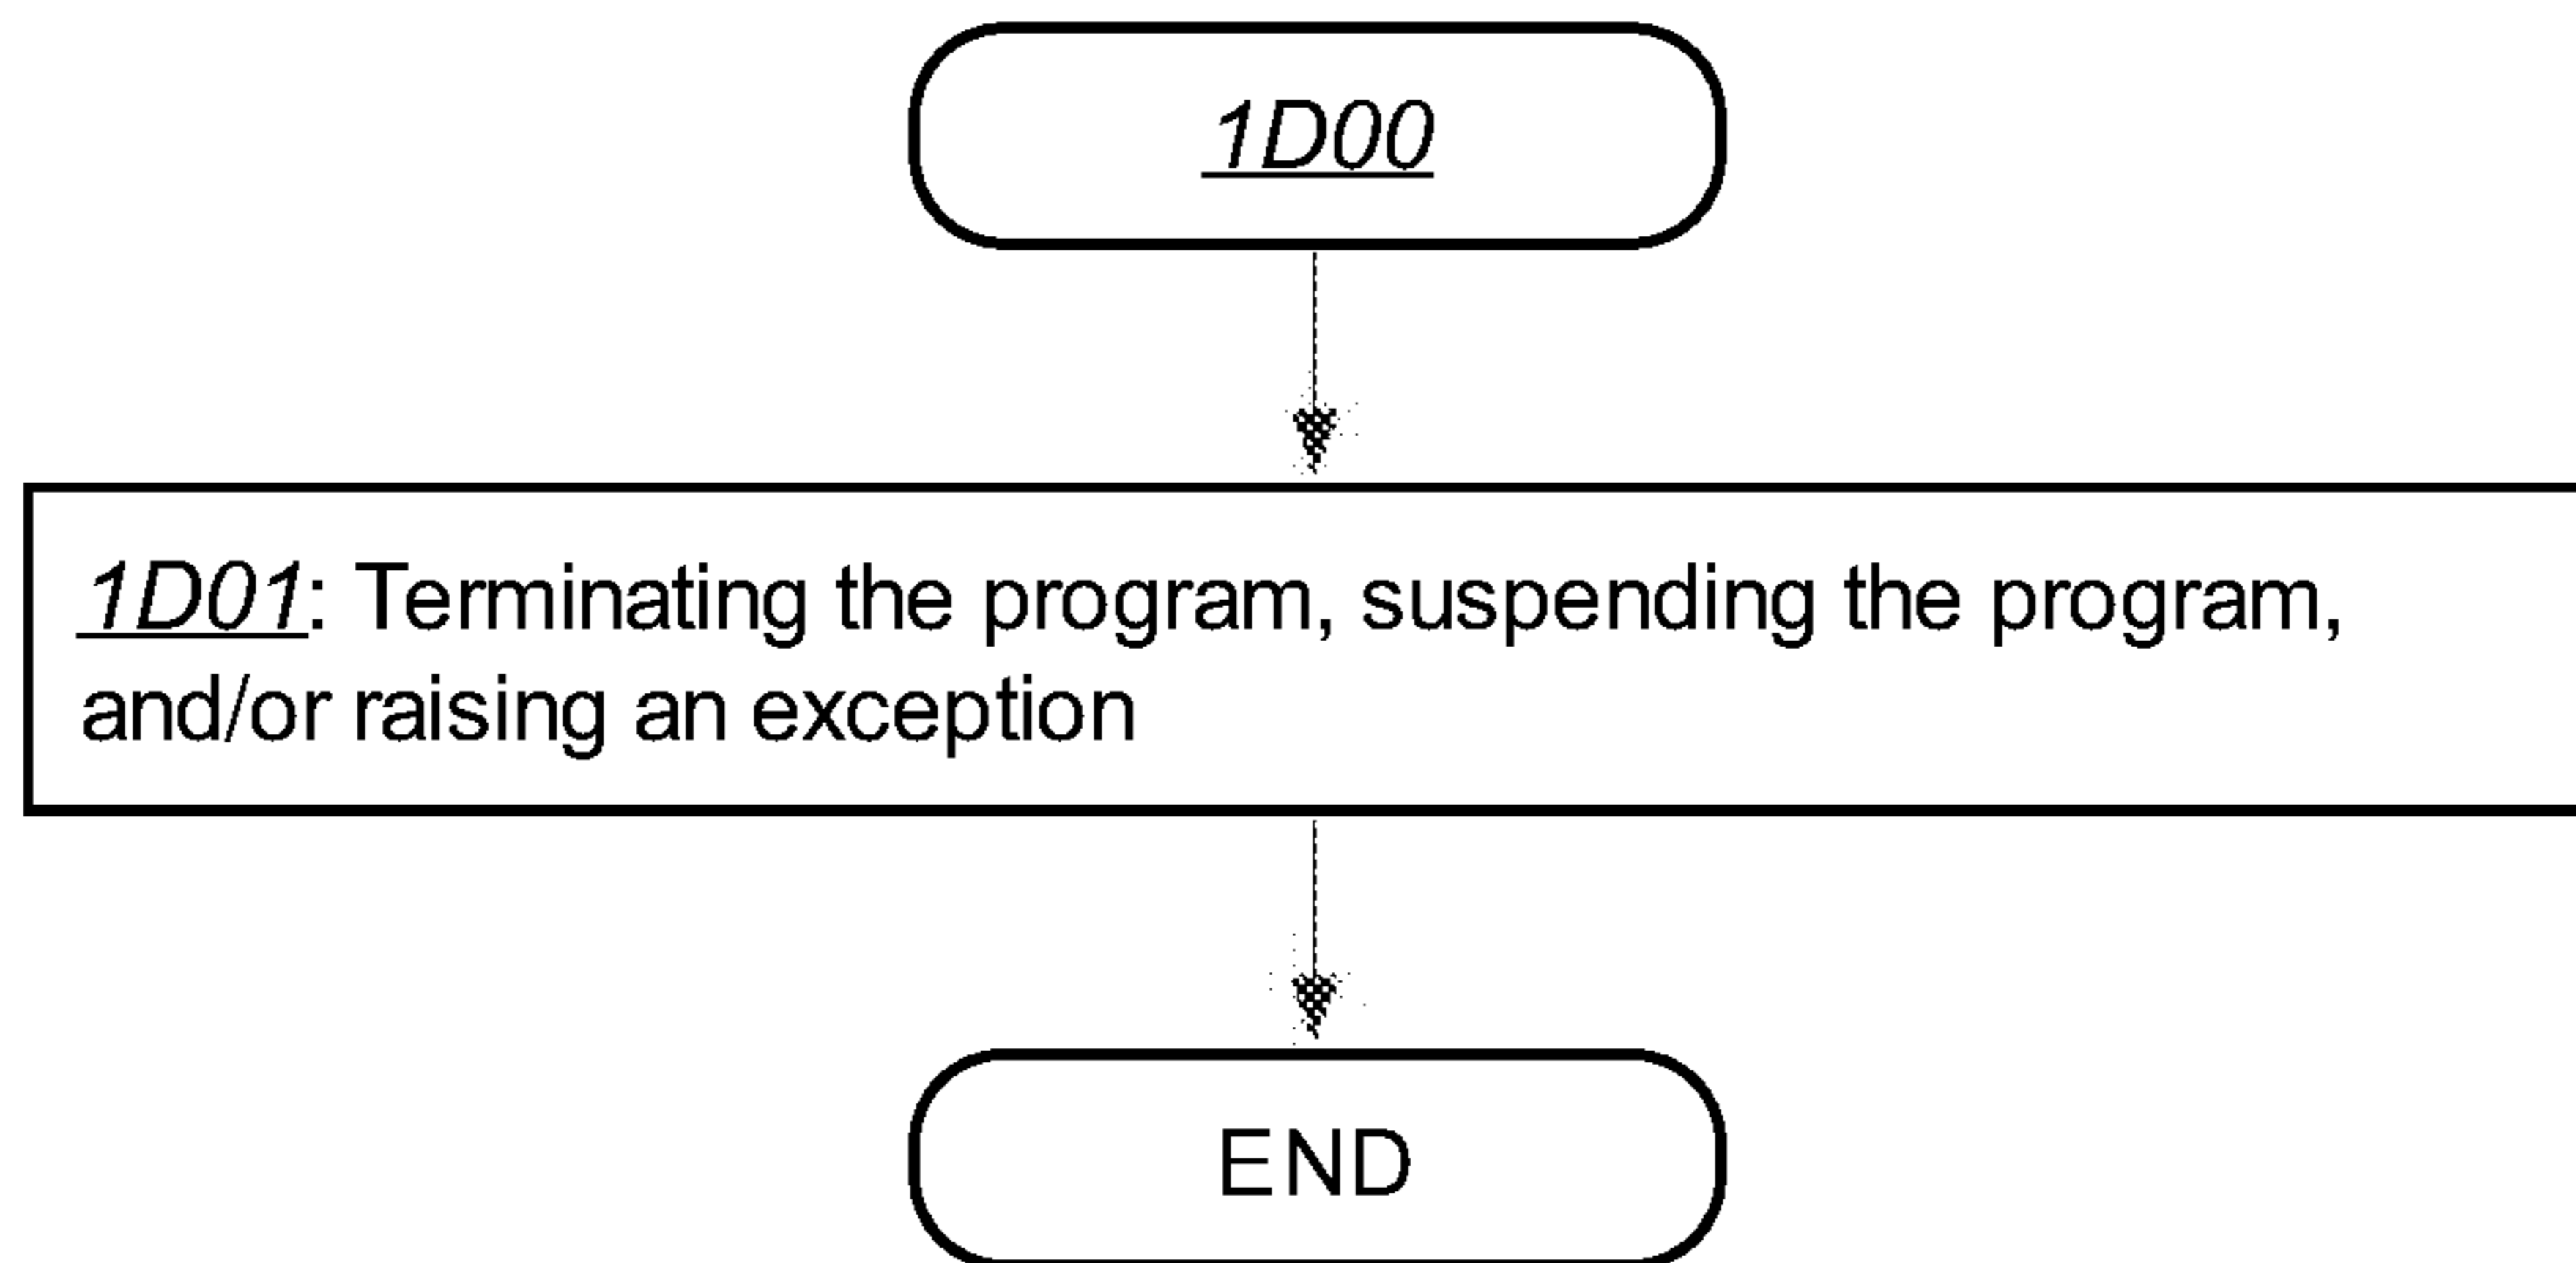 1D00
1D01: Terminating the program, suspending the program,
and/or raising an exception
END